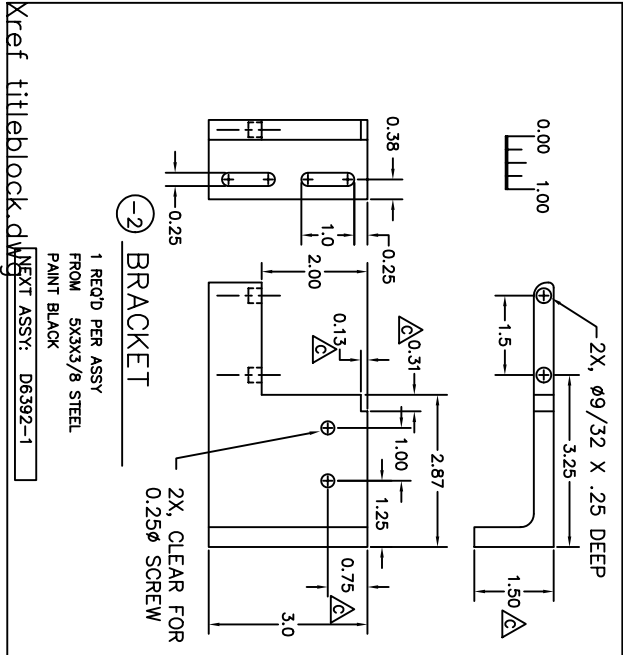 0.00
1.00
2X, ø9/32 X .25 DEEP
1.5
3.25
1.50
C
0.38
0.25
1.0
0.25
2.00
0.13
C
C
0.31
2.87
1.00
1.25
0.75
C
3.0
2X, CLEAR FOR
0.25ø SCREW
-2
BRACKET
1 REQ'D PER ASSY
FROM 5X3X3/8 STEEL
PAINT BLACK
NEXT ASSY: D6392-1
Xref titleblock.dwg